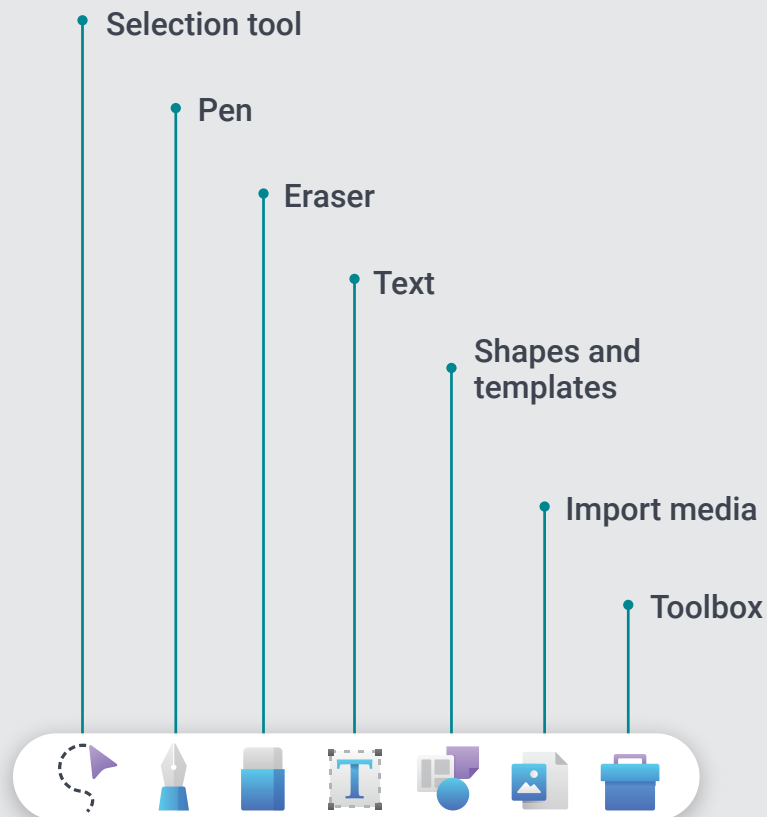 Selection tool
Pen
Eraser
Text
Shapes and
templates
Import media
Toolbox
T